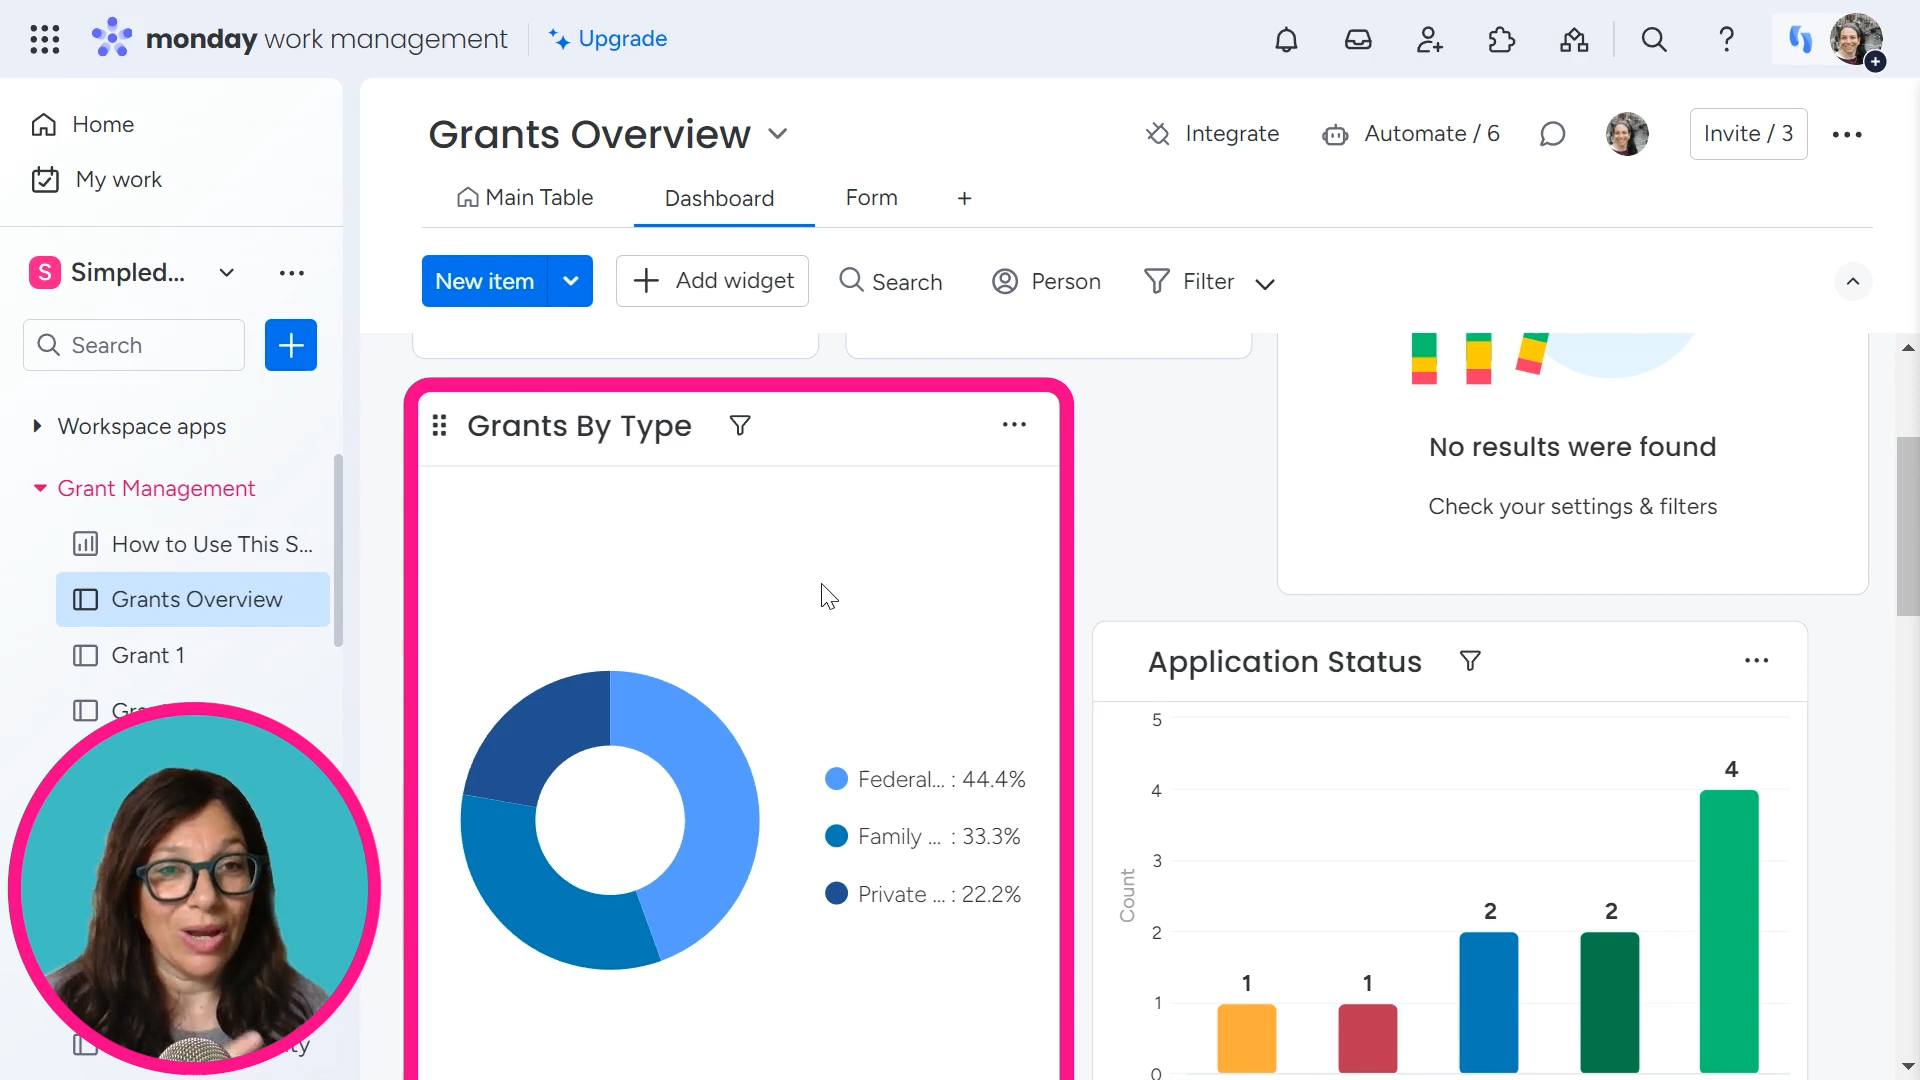 monday work management
Upgrade
Home
My work
S Simpled...
Search
Workspace apps
Grant Management
How to Use This S...
Grants Overview
Grant 1
Grants Overview
Integrate
Automate / 6
Invite / 3
Main Table
Dashboard
Form
+
New item
+ Add widget
Search
Person
Filter
Grants By Type
Federal... : 44.4%
Family ... : 33.3%
Private ... : 22.2%
No results were found
Check your settings & filters
Application Status
Count
5
4
3
2
1
0
1
1
2
2
4